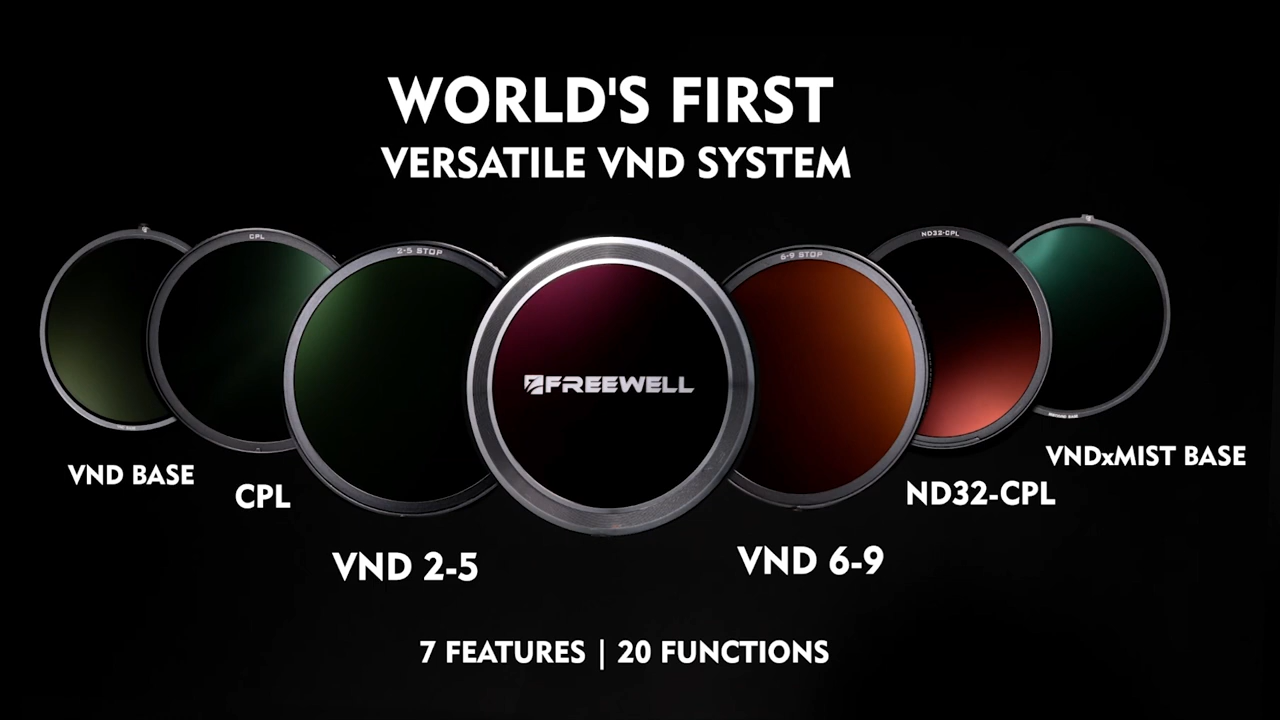 WORLD'S FIRST
VERSATILE VND SYSTEM
CPL
2-5 STOP
6-9 STOP
ND32-CPL
FREEWELL
VND BASE
CPL
VND 2-5
VND 6-9
ND32-CPL
VNDxMIST BASE
7 FEATURES | 20 FUNCTIONS